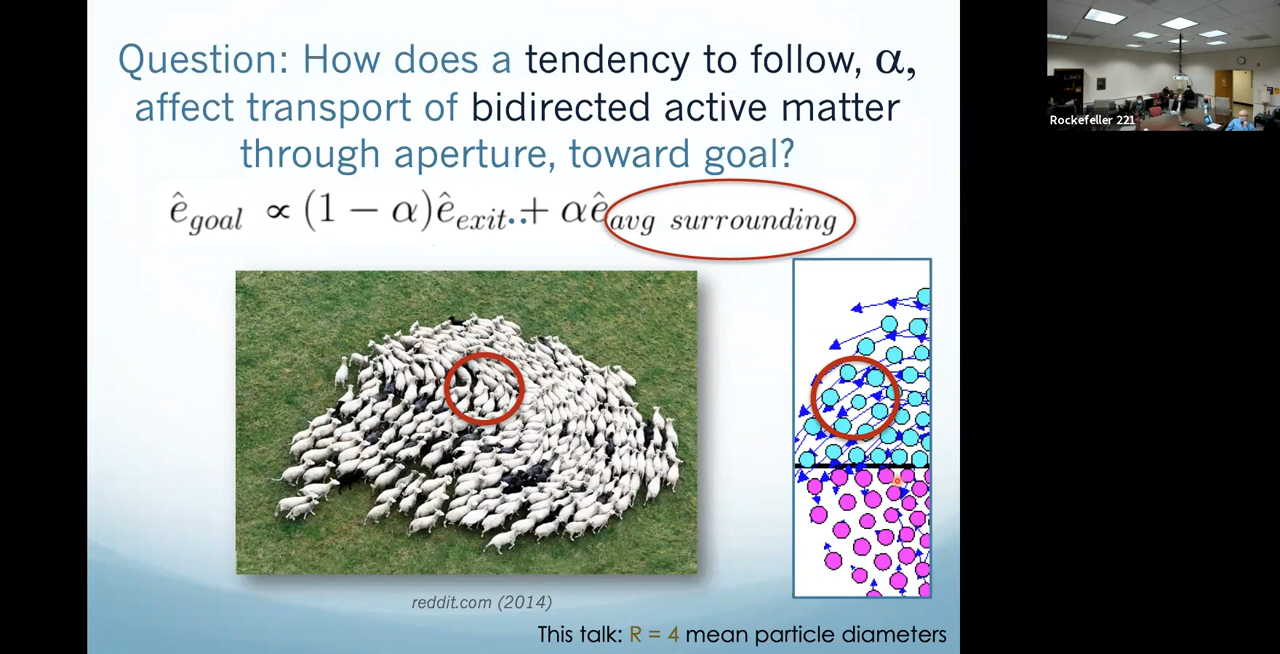 Question: How does a tendency to follow, α,
affect transport of bidirected active matter
through aperture, toward goal?
ê_goal ∝ (1 − α)ê_exit..+ αê_avg surrounding
Rockefeller 221
reddit.com (2014)
This talk: R = 4 mean particle diameters